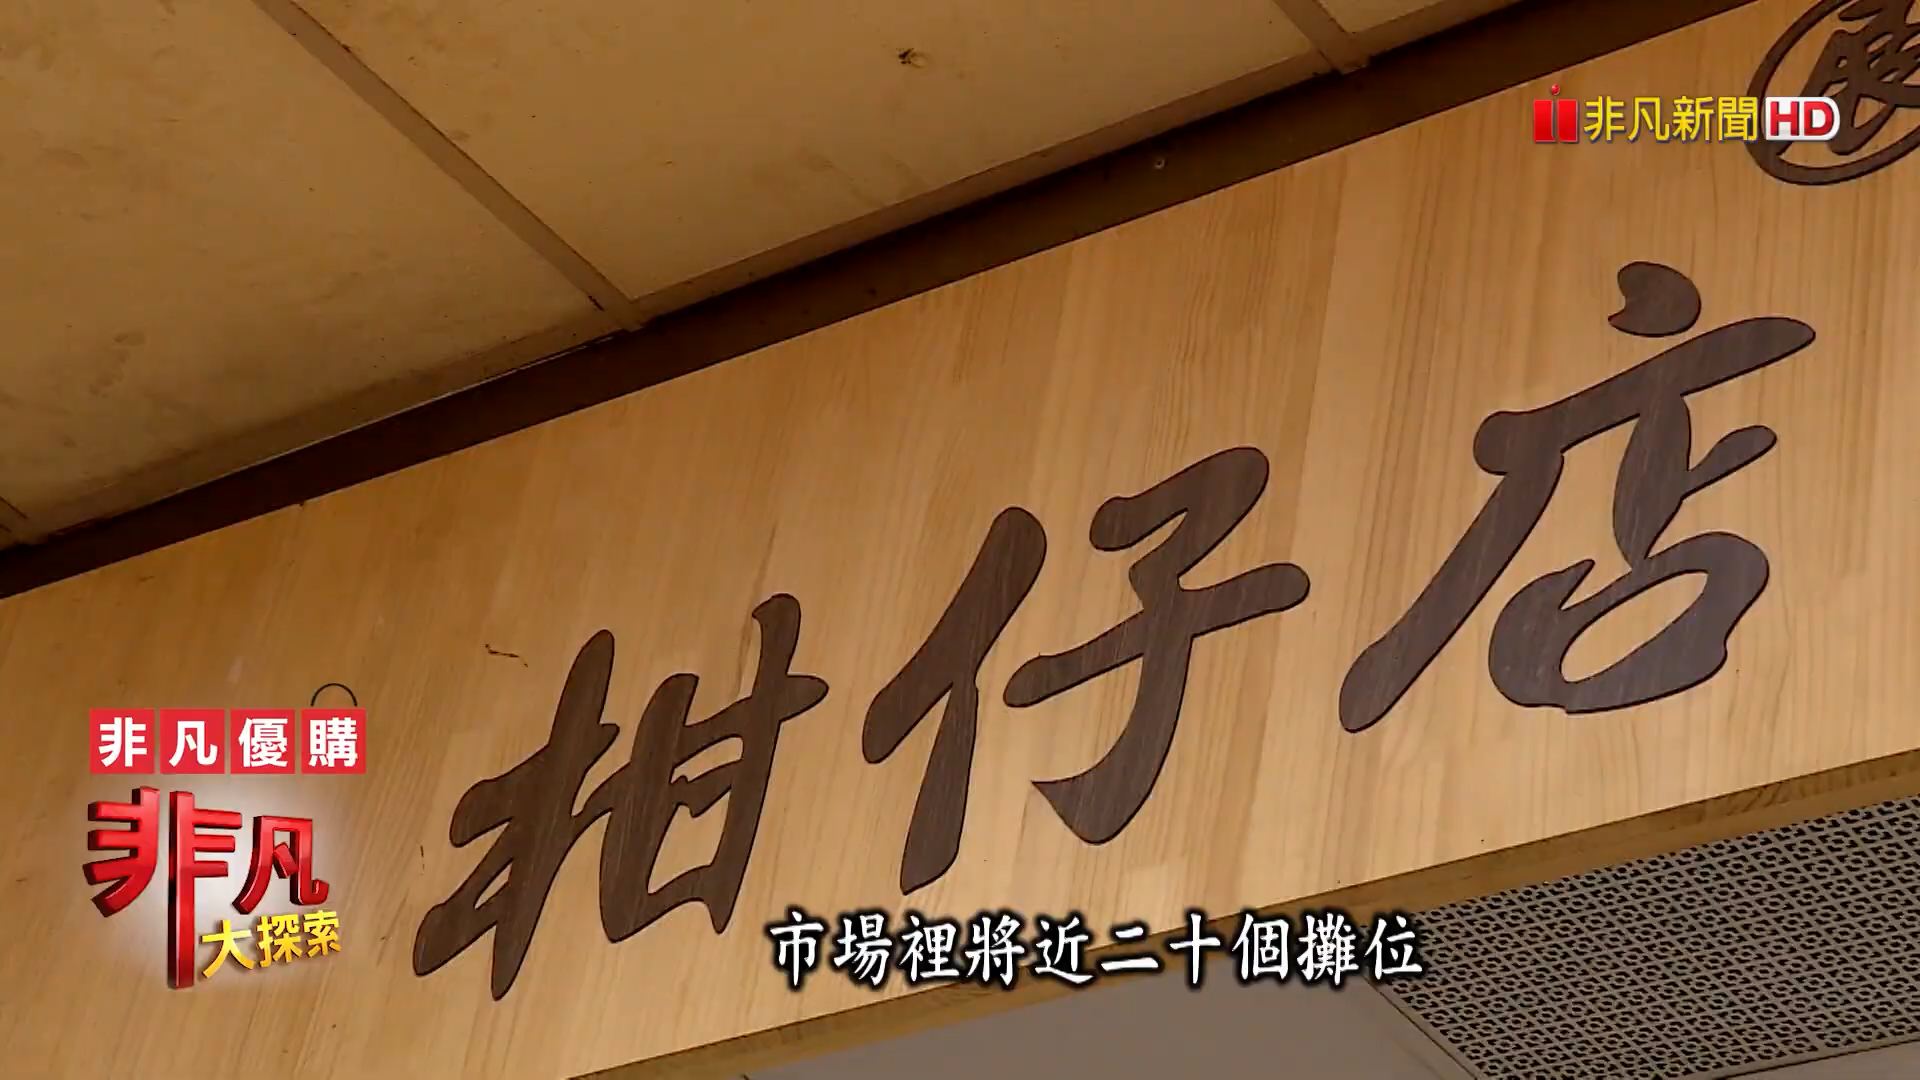 非凡新聞HD
柑仔店
非凡優購
非凡
大探索
市場裡將近二十個攤位